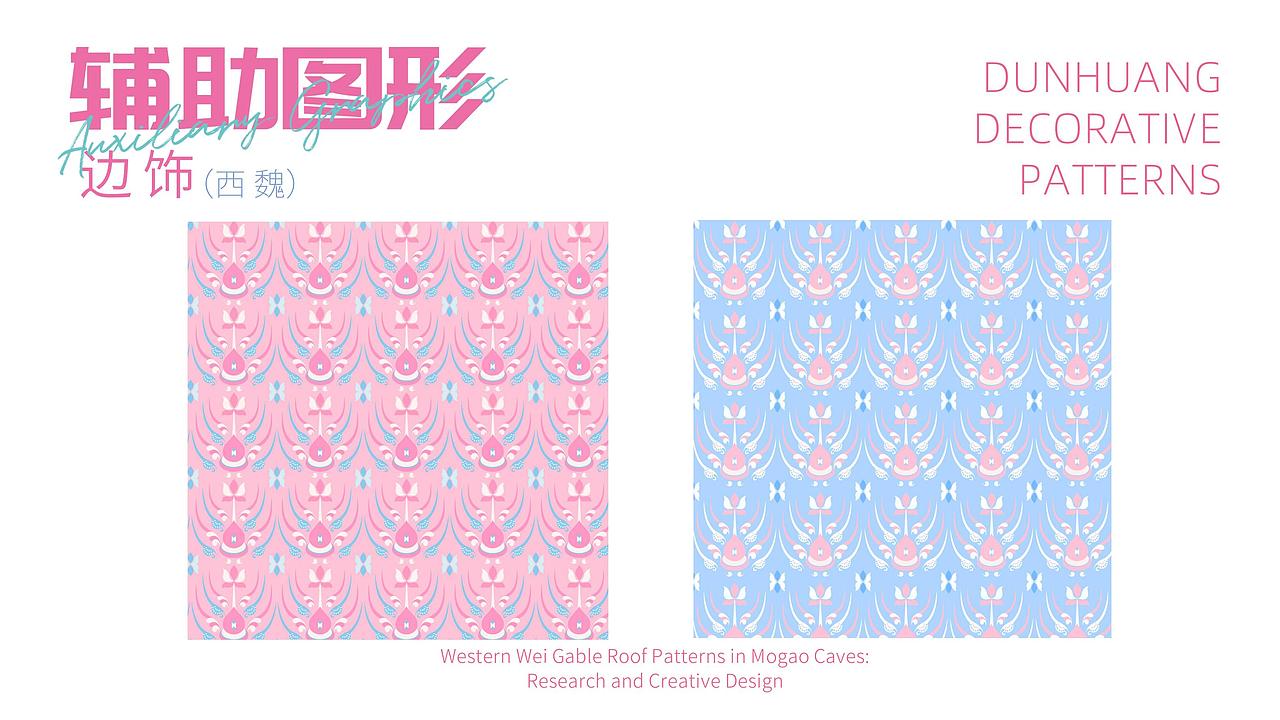 辅助图形
Auxileany Graphics
边饰(西魏)
DUNHUANG
DECORATIVE
PATTERNS
Western Wei Gable Roof Patterns in Mogao Caves:
Research and Creative Design